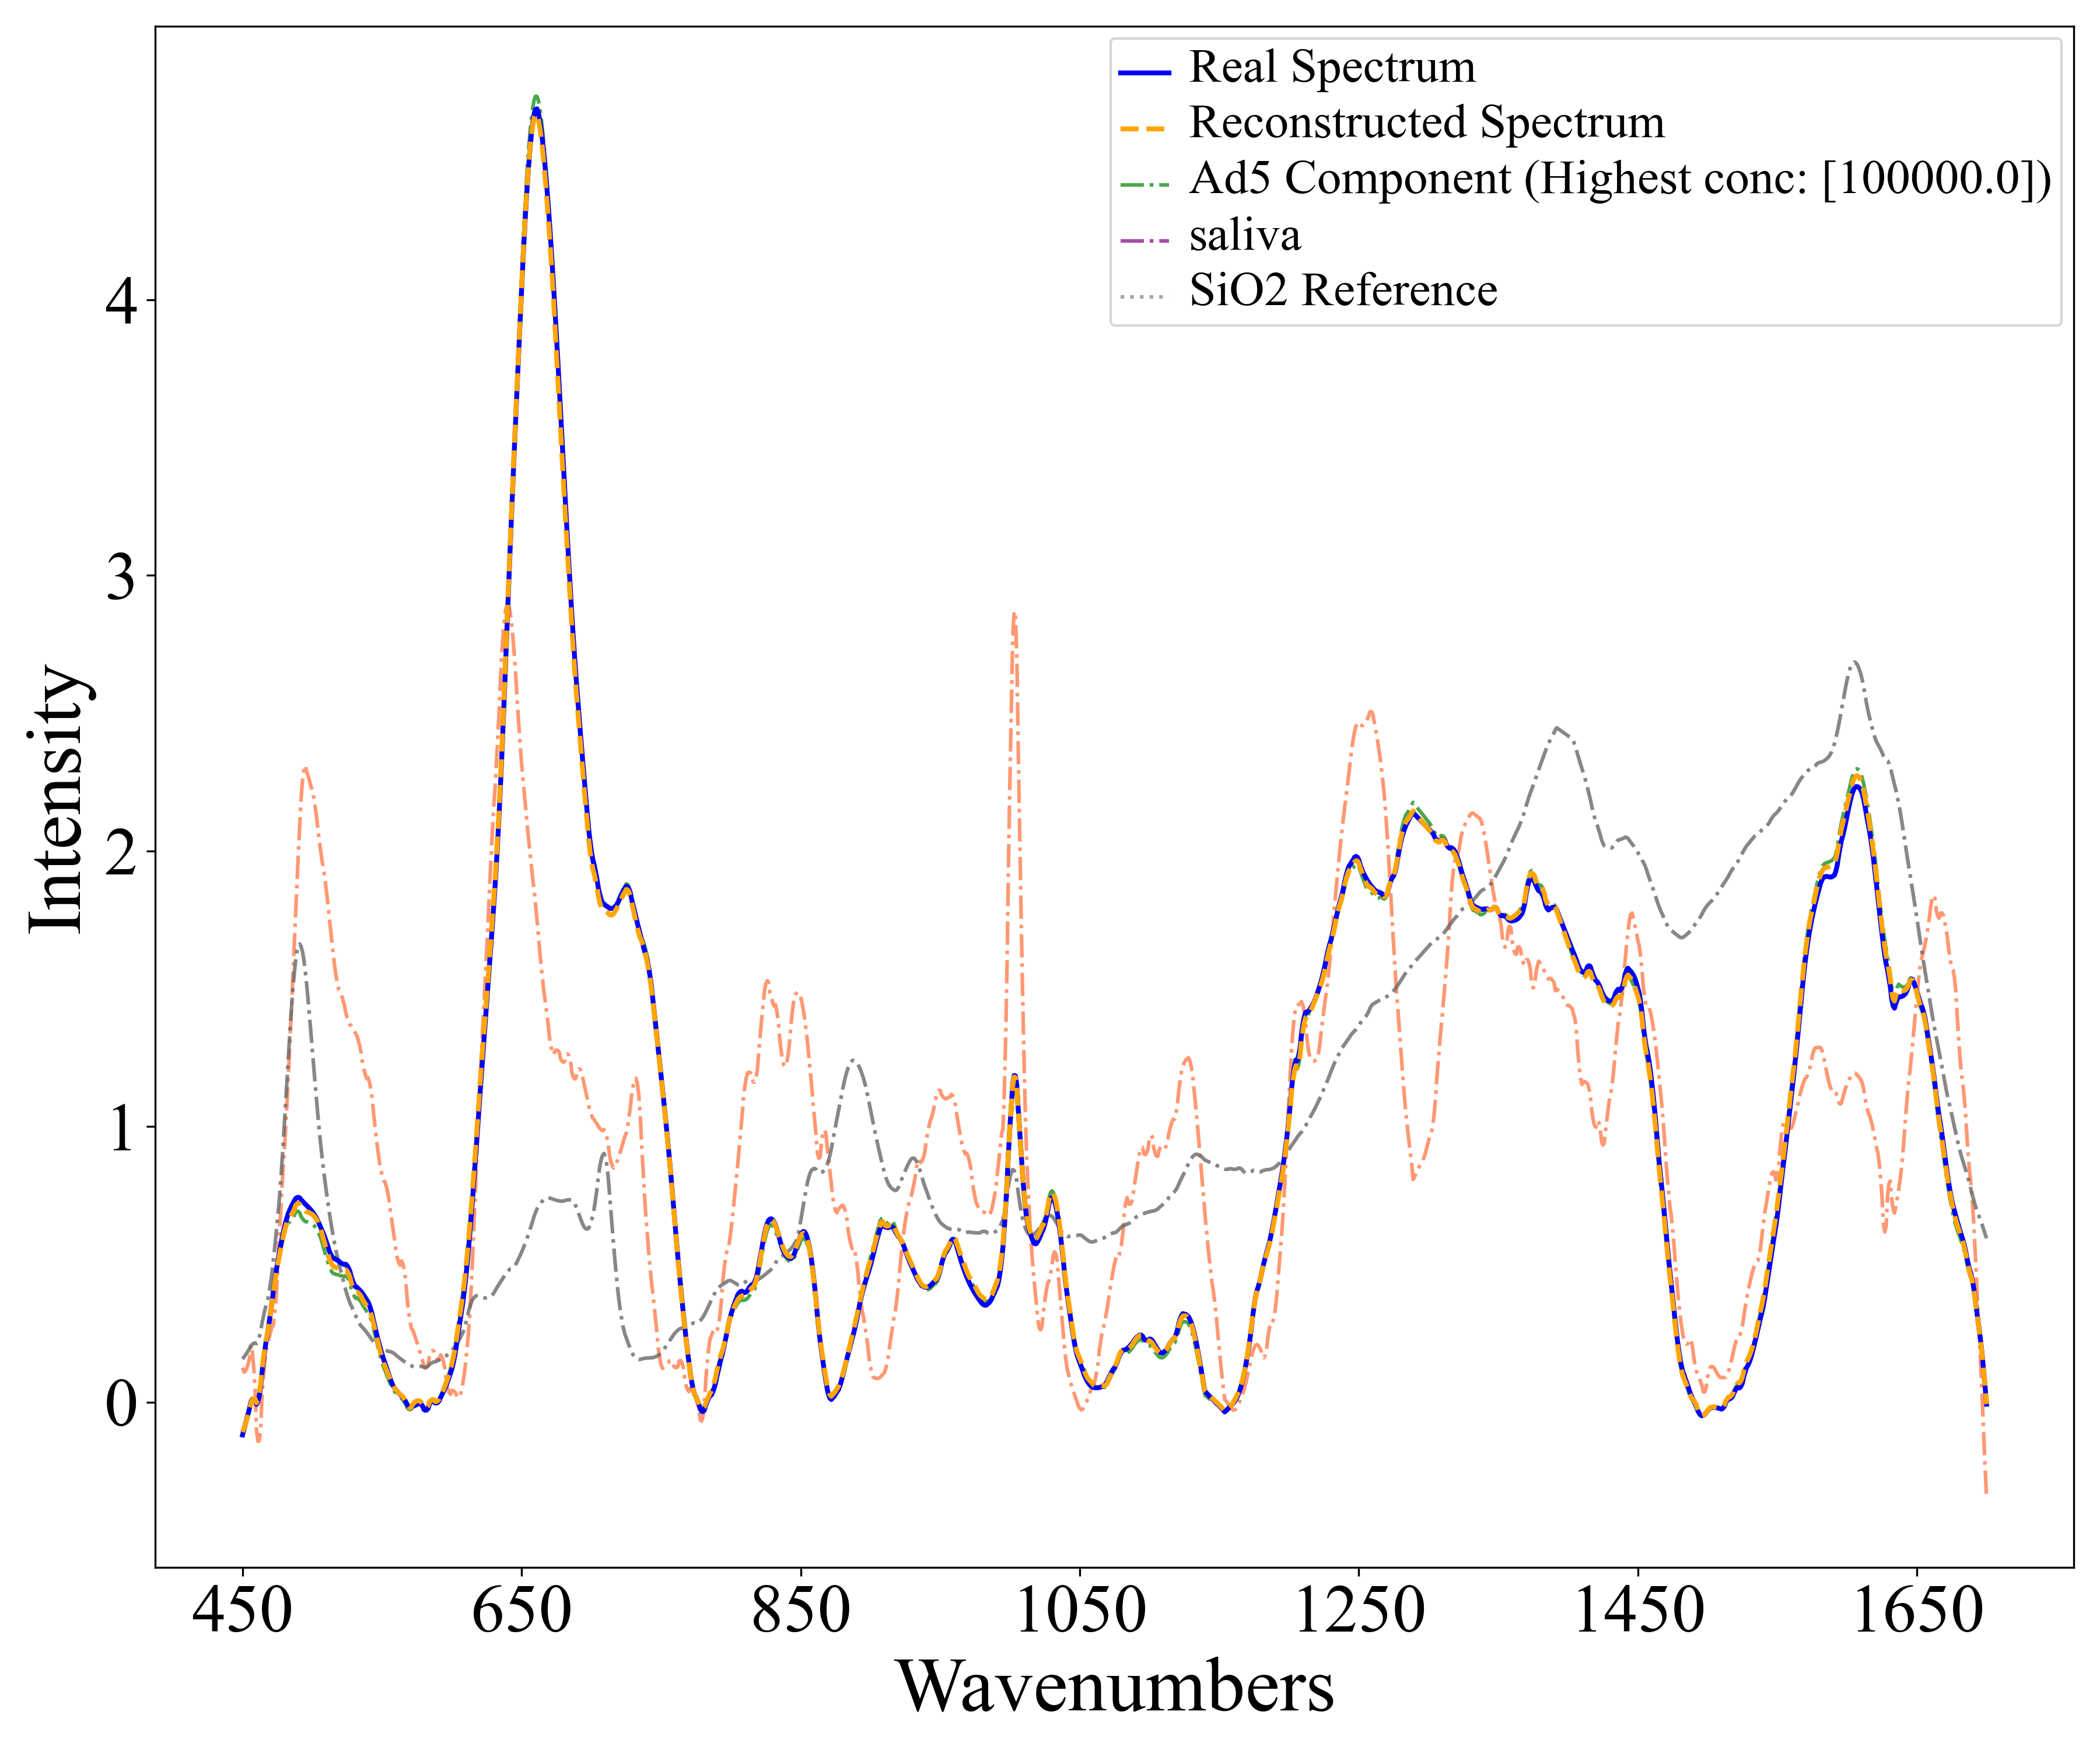 Real Spectrum
Reconstructed Spectrum
Ad5 Component (Highest conc: [100000.0])
saliva
SiO2 Reference
4
3
2
1
0
Intensity
450 650 850 1050 1250 1450 1650
Wavenumbers